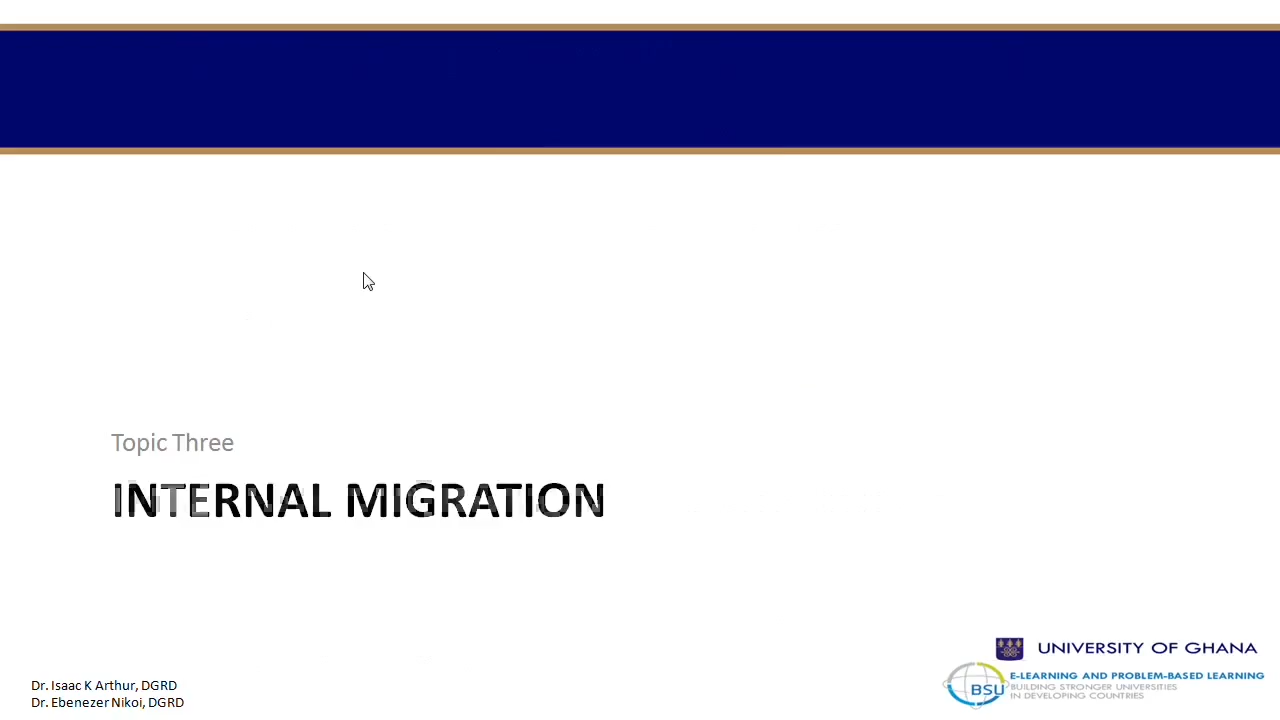 Topic Three
INTERNAL MIGRATION
Dr. Isaac K Arthur, DGRD
Dr. Ebenezer Nikoi, DGRD
UNIVERSITY OF GHANA
BSU
E-LEARNING AND PROBLEM-BASED LEARNING
BUILDING STRONGER UNIVERSITIES
IN DEVELOPING COUNTRIES